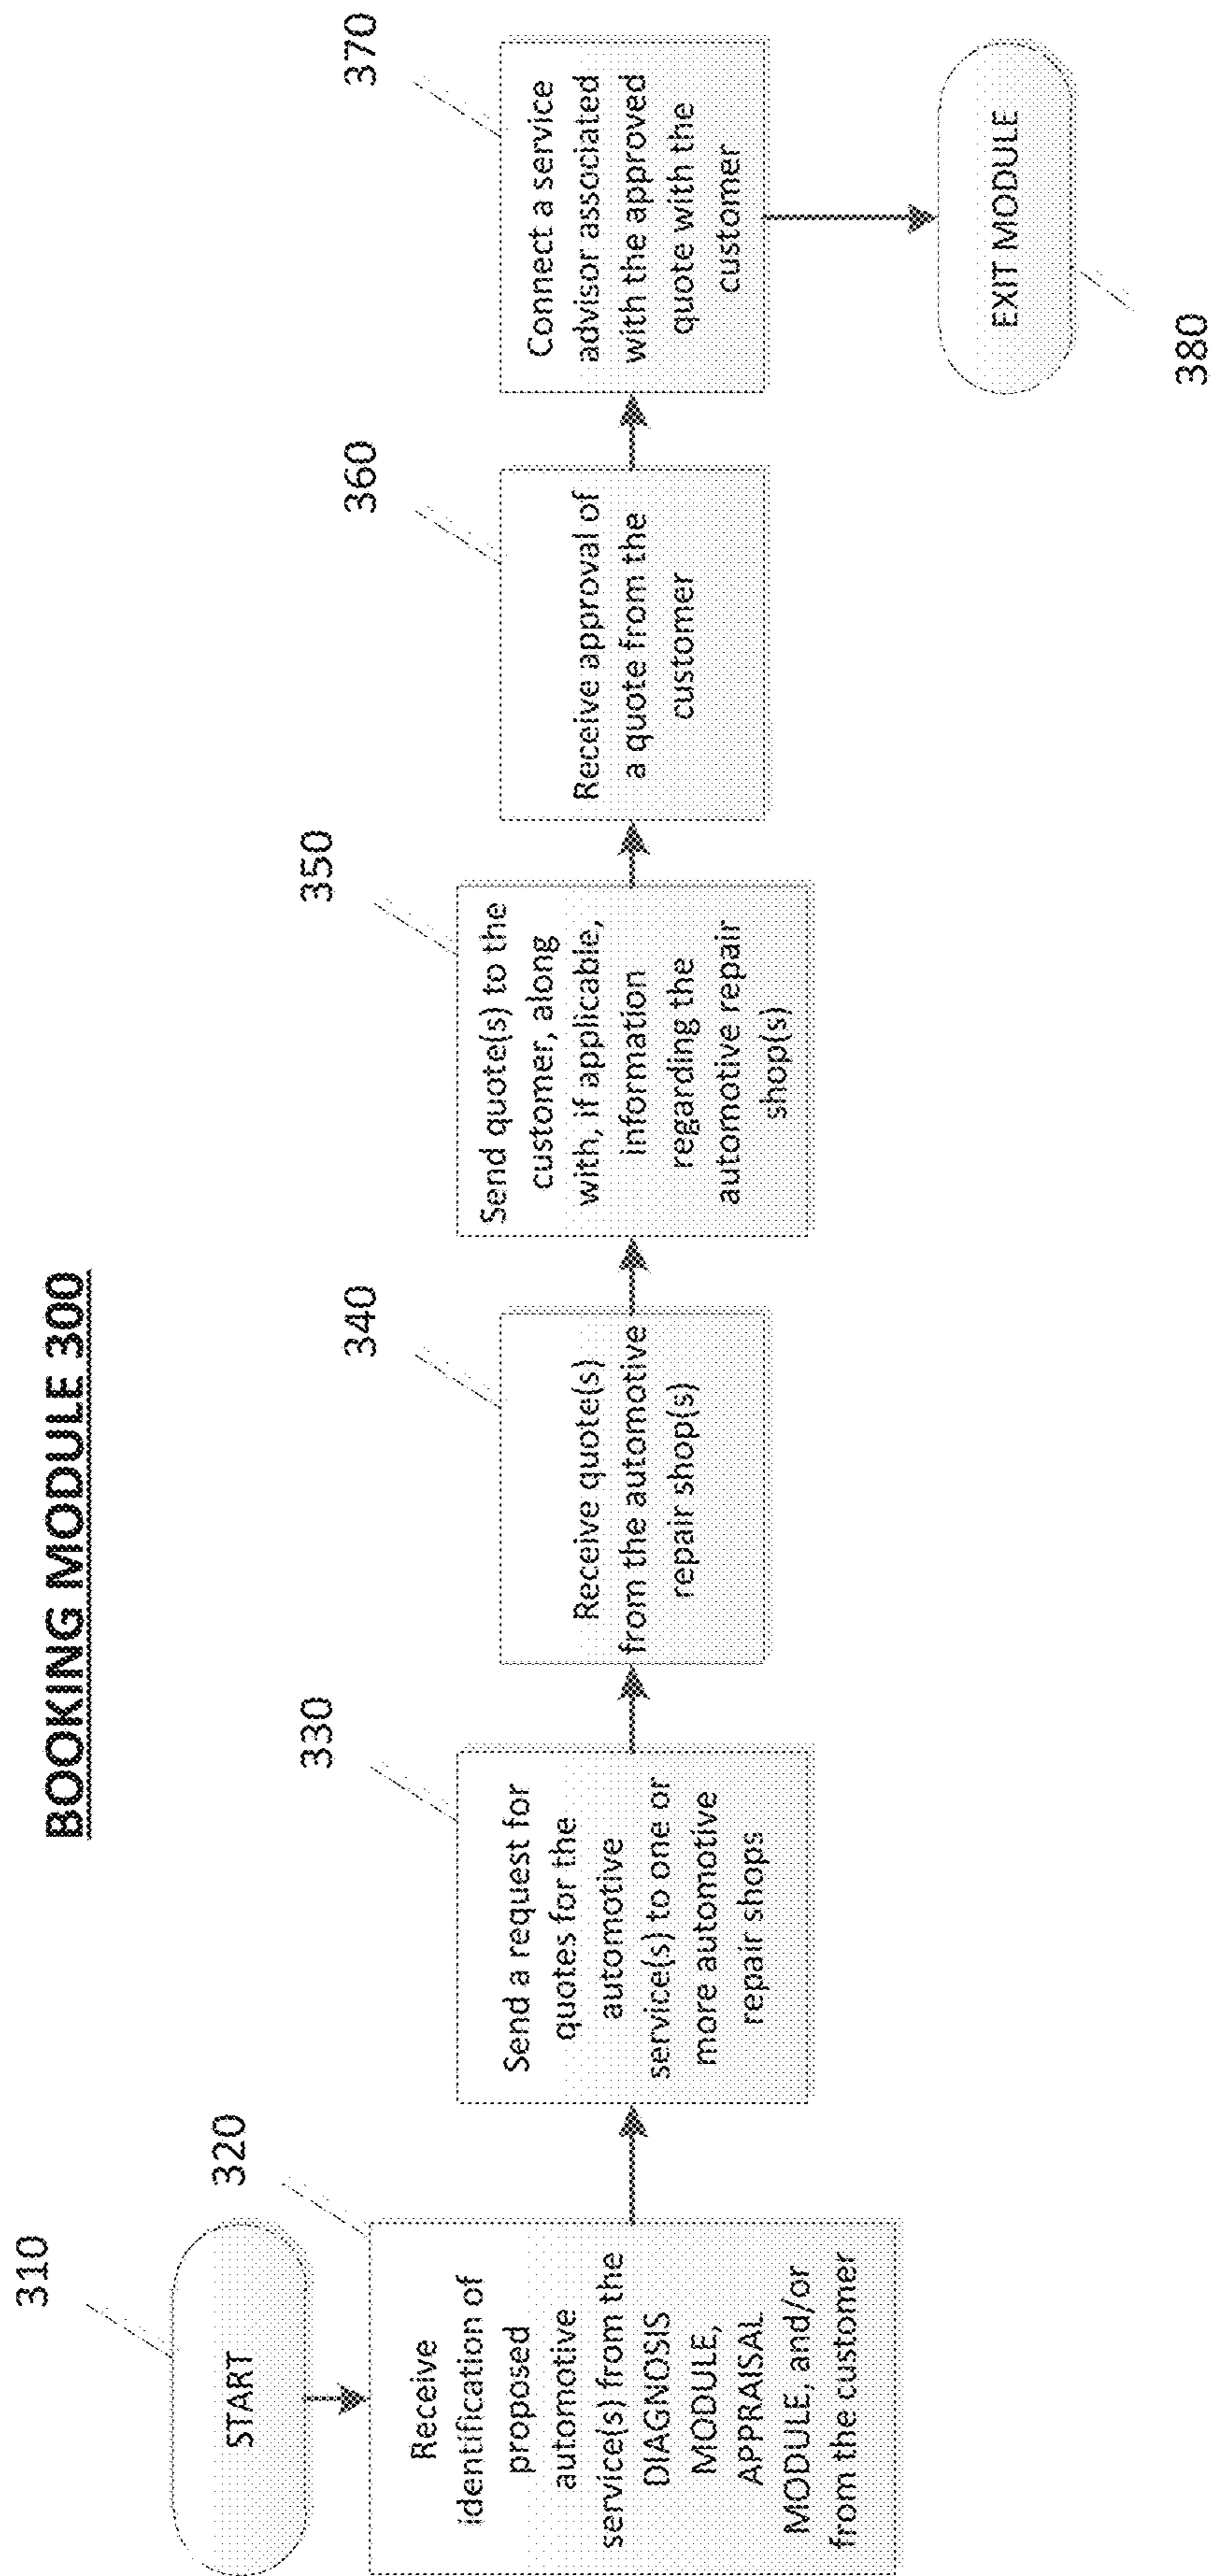 BOOKING MODULE 300
310
START
320
Receive
identification of
proposed
automotive
service(s) from the
DIAGNOSIS
MODULE,
APPRAISAL
MODULE, and/or
from the customer
330
Send a request for
quotes for the
automotive
service(s) to one or
more automotive
repair shops
340
Receive quote(s)
from the automotive
repair shop(s)
350
Send quote(s) to the
customer, along
with, if applicable,
information
regarding the
automotive repair
shop(s)
360
Receive approval of
a quote from the
customer
370
Connect a service
advisor associated
with the approved
quote with the
customer
EXIT MODULE
380